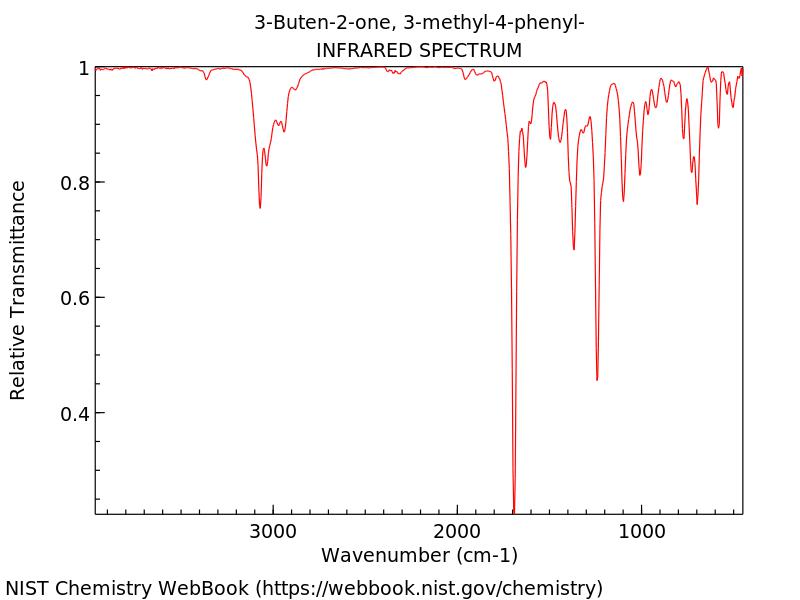 3-Buten-2-one, 3-methyl-4-phenyl-
INFRARED SPECTRUM
1
0.8
0.6
0.4
Relative Transmittance
3000 2000 1000
Wavenumber (cm-1)
NIST Chemistry WebBook (https://webbook.nist.gov/chemistry)